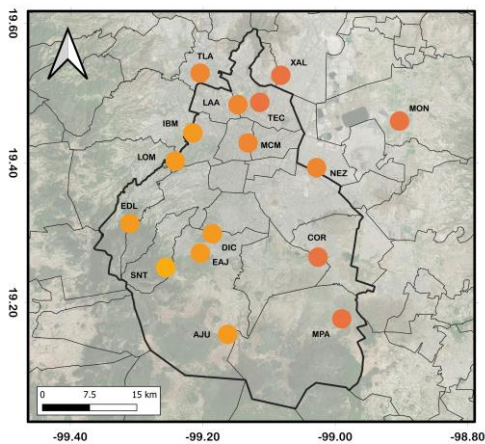 19.60
TLA
XAL
LAA
TEC
MON
IBM
MCM
LOM
19.40
NEZ
EDL
DIC
COR
EAJ
SNT
19.20
AJU
MPA
0 7.5 15 km
-99.40 -99.20 -99.00 -98.80